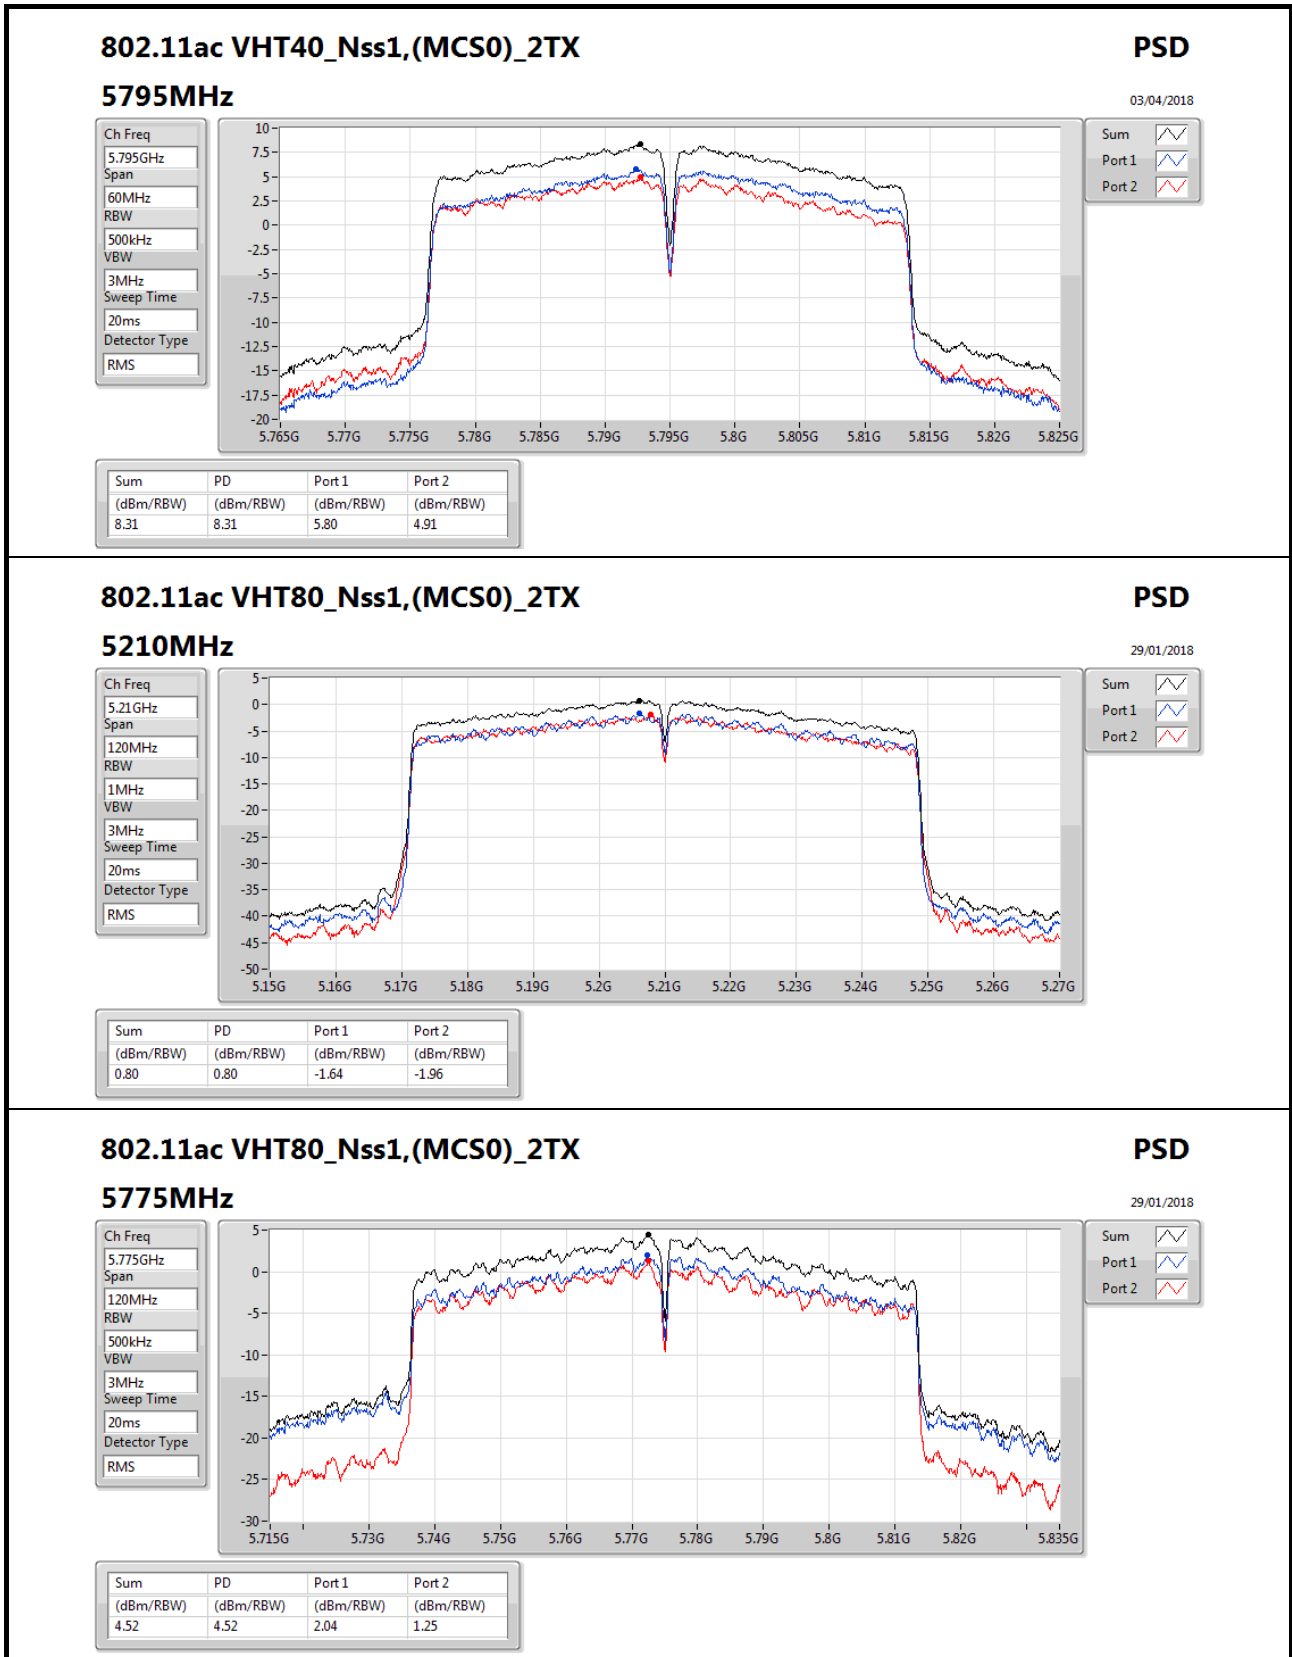 802.11ac VHT40_Nss1,(MCS0)_2TX PSD
5795MHz 03/04/2018
Ch Freq
5.795GHz
Span
60MHz
RBW
500kHz
VBW
3MHz
Sweep Time
20ms
Detector Type
RMS
10
7.5
5
2.5
0
-2.5
-5
-7.5
-10
-12.5
-15
-17.5
-20
5.765G 5.77G 5.775G 5.78G 5.785G 5.79G 5.795G 5.8G 5.805G 5.81G 5.815G 5.82G 5.825G
Sum
Port 1
Port 2
Sum PD Port 1 Port 2
(dBm/RBW) (dBm/RBW) (dBm/RBW) (dBm/RBW)
8.31 8.31 5.80 4.91
802.11ac VHT80_Nss1,(MCS0)_2TX PSD
5210MHz 29/01/2018
Ch Freq
5.21GHz
Span
120MHz
RBW
1MHz
VBW
3MHz
Sweep Time
20ms
Detector Type
RMS
5
0
-5
-10
-15
-20
-25
-30
-35
-40
-45
-50
5.15G 5.16G 5.17G 5.18G 5.19G 5.2G 5.21G 5.22G 5.23G 5.24G 5.25G 5.26G 5.27G
Sum
Port 1
Port 2
Sum PD Port 1 Port 2
(dBm/RBW) (dBm/RBW) (dBm/RBW) (dBm/RBW)
0.80 0.80 -1.64 -1.96
802.11ac VHT80_Nss1,(MCS0)_2TX PSD
5775MHz 29/01/2018
Ch Freq
5.775GHz
Span
120MHz
RBW
500kHz
VBW
3MHz
Sweep Time
20ms
Detector Type
RMS
5
0
-5
-10
-15
-20
-25
-30
5.715G 5.73G 5.74G 5.75G 5.76G 5.77G 5.78G 5.79G 5.8G 5.81G 5.82G 5.835G
Sum
Port 1
Port 2
Sum PD Port 1 Port 2
(dBm/RBW) (dBm/RBW) (dBm/RBW) (dBm/RBW)
4.52 4.52 2.04 1.25